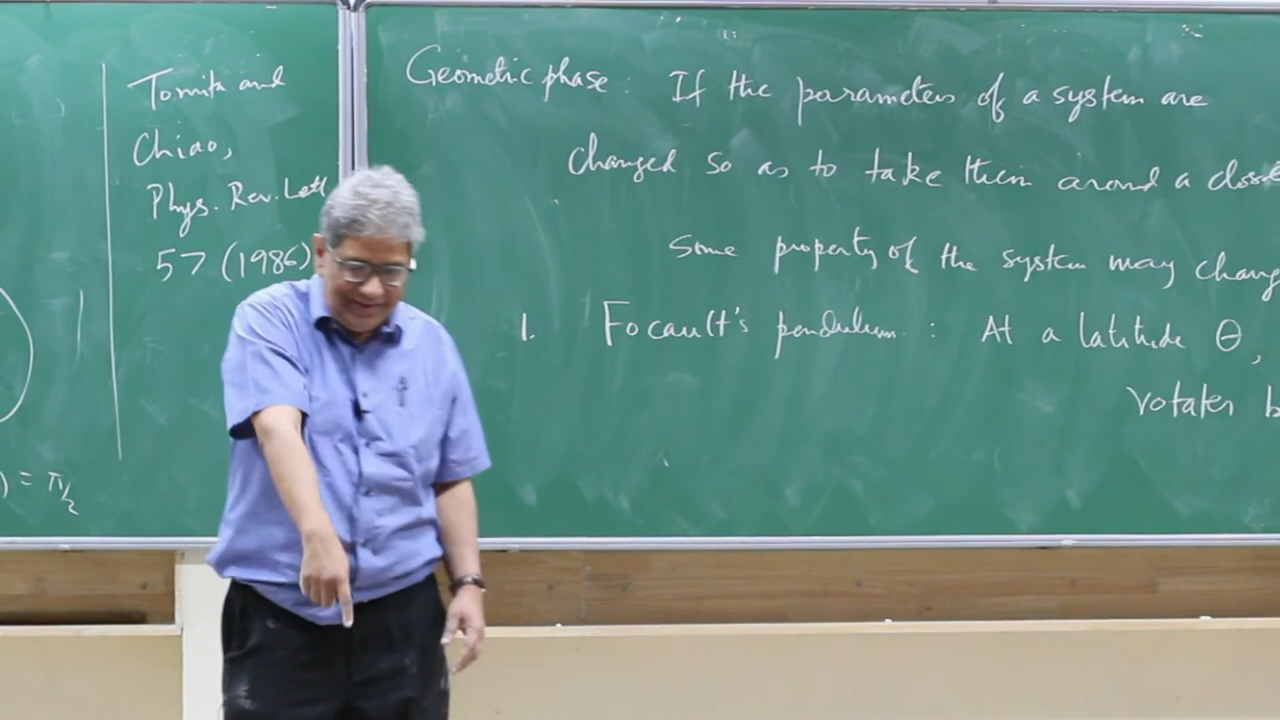 Tomita and
Chiao,
Phys. Rev. Lett
57 (1986)
) = π/2
Geometric phase : If the parameters of a system are
changed so as to take them around a close
some property of the system may chang
1. Focault's pendulum : At a latitude θ,
rotates b